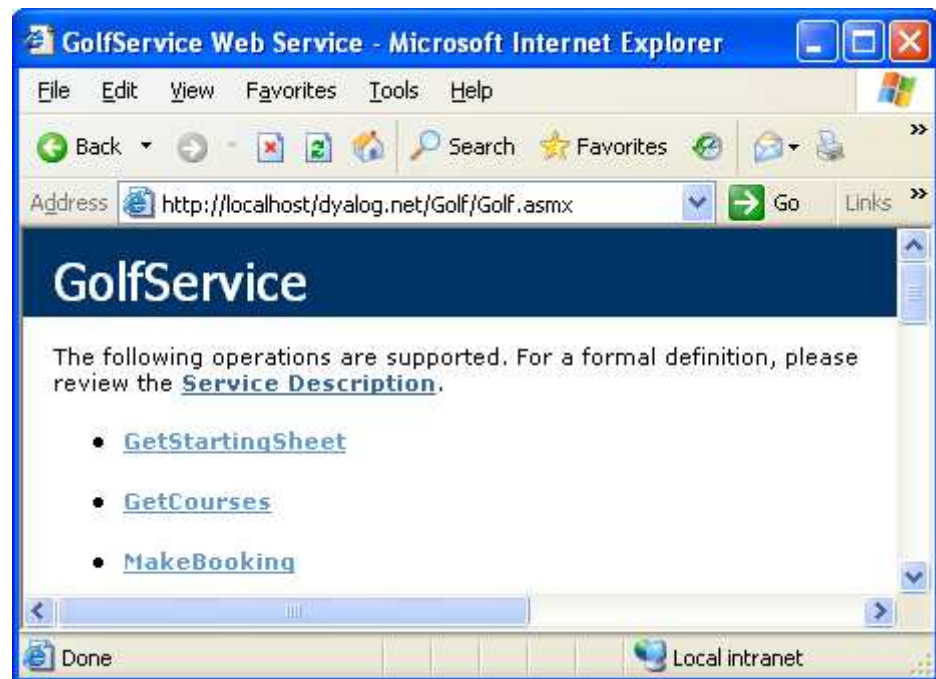 GolfService Web Service - Microsoft Internet Explorer
File Edit View Favorites Tools Help
Back Search Favorites »
Address http://localhost/dyalog.net/Golf/Golf.asmx Go Links »
GolfService
The following operations are supported. For a formal definition, please
review the Service Description.
• GetStartingSheet
• GetCourses
• MakeBooking
Done Local intranet